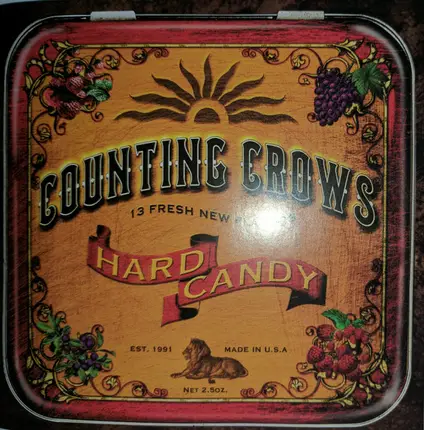 COUNTING CROWS
13 FRESH NEW
HARD
CANDY
EST. 1991
MADE IN U.S.A
NET 2.5OZ.